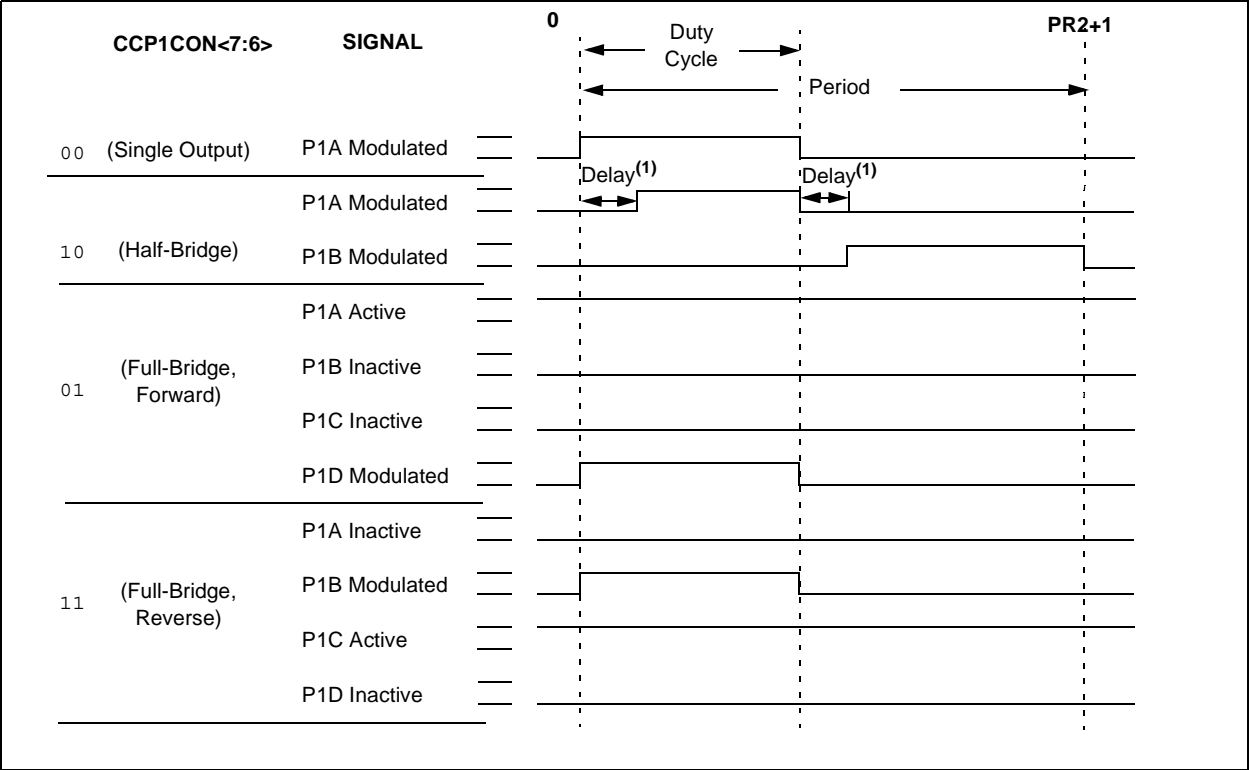 0
PR2+1
CCP1CON<7:6>
SIGNAL
Duty
Cycle
Period
00
(Single Output)
P1A Modulated
Delay(1)
Delay(1)
P1A Modulated
10
(Half-Bridge)
P1B Modulated
P1A Active
P1B Inactive
01
(Full-Bridge,
Forward)
P1C Inactive
P1D Modulated
P1A Inactive
P1B Modulated
11
(Full-Bridge,
Reverse)
P1C Active
P1D Inactive